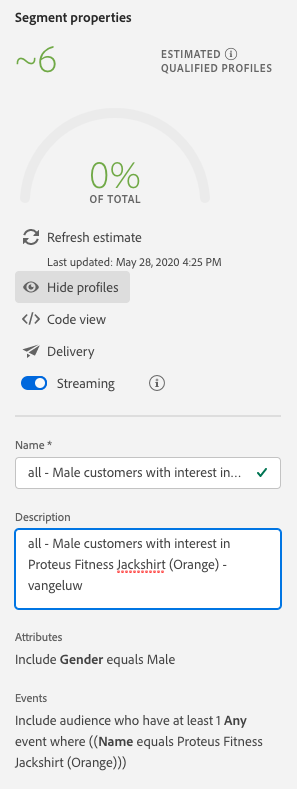 Segment properties
~6
ESTIMATED
QUALIFIED PROFILES
0%
OF TOTAL
Refresh estimate
Last updated: May 28, 2020 4:25 PM
Hide profiles
</> Code view
Delivery
Streaming
Name *
all - Male customers with interest in...
Description
all - Male customers with interest in
Proteus Fitness Jackshirt (Orange) -
vangeluw
Attributes
Include Gender equals Male
Events
Include audience who have at least 1 Any
event where ((Name equals Proteus Fitness
Jackshirt (Orange)))